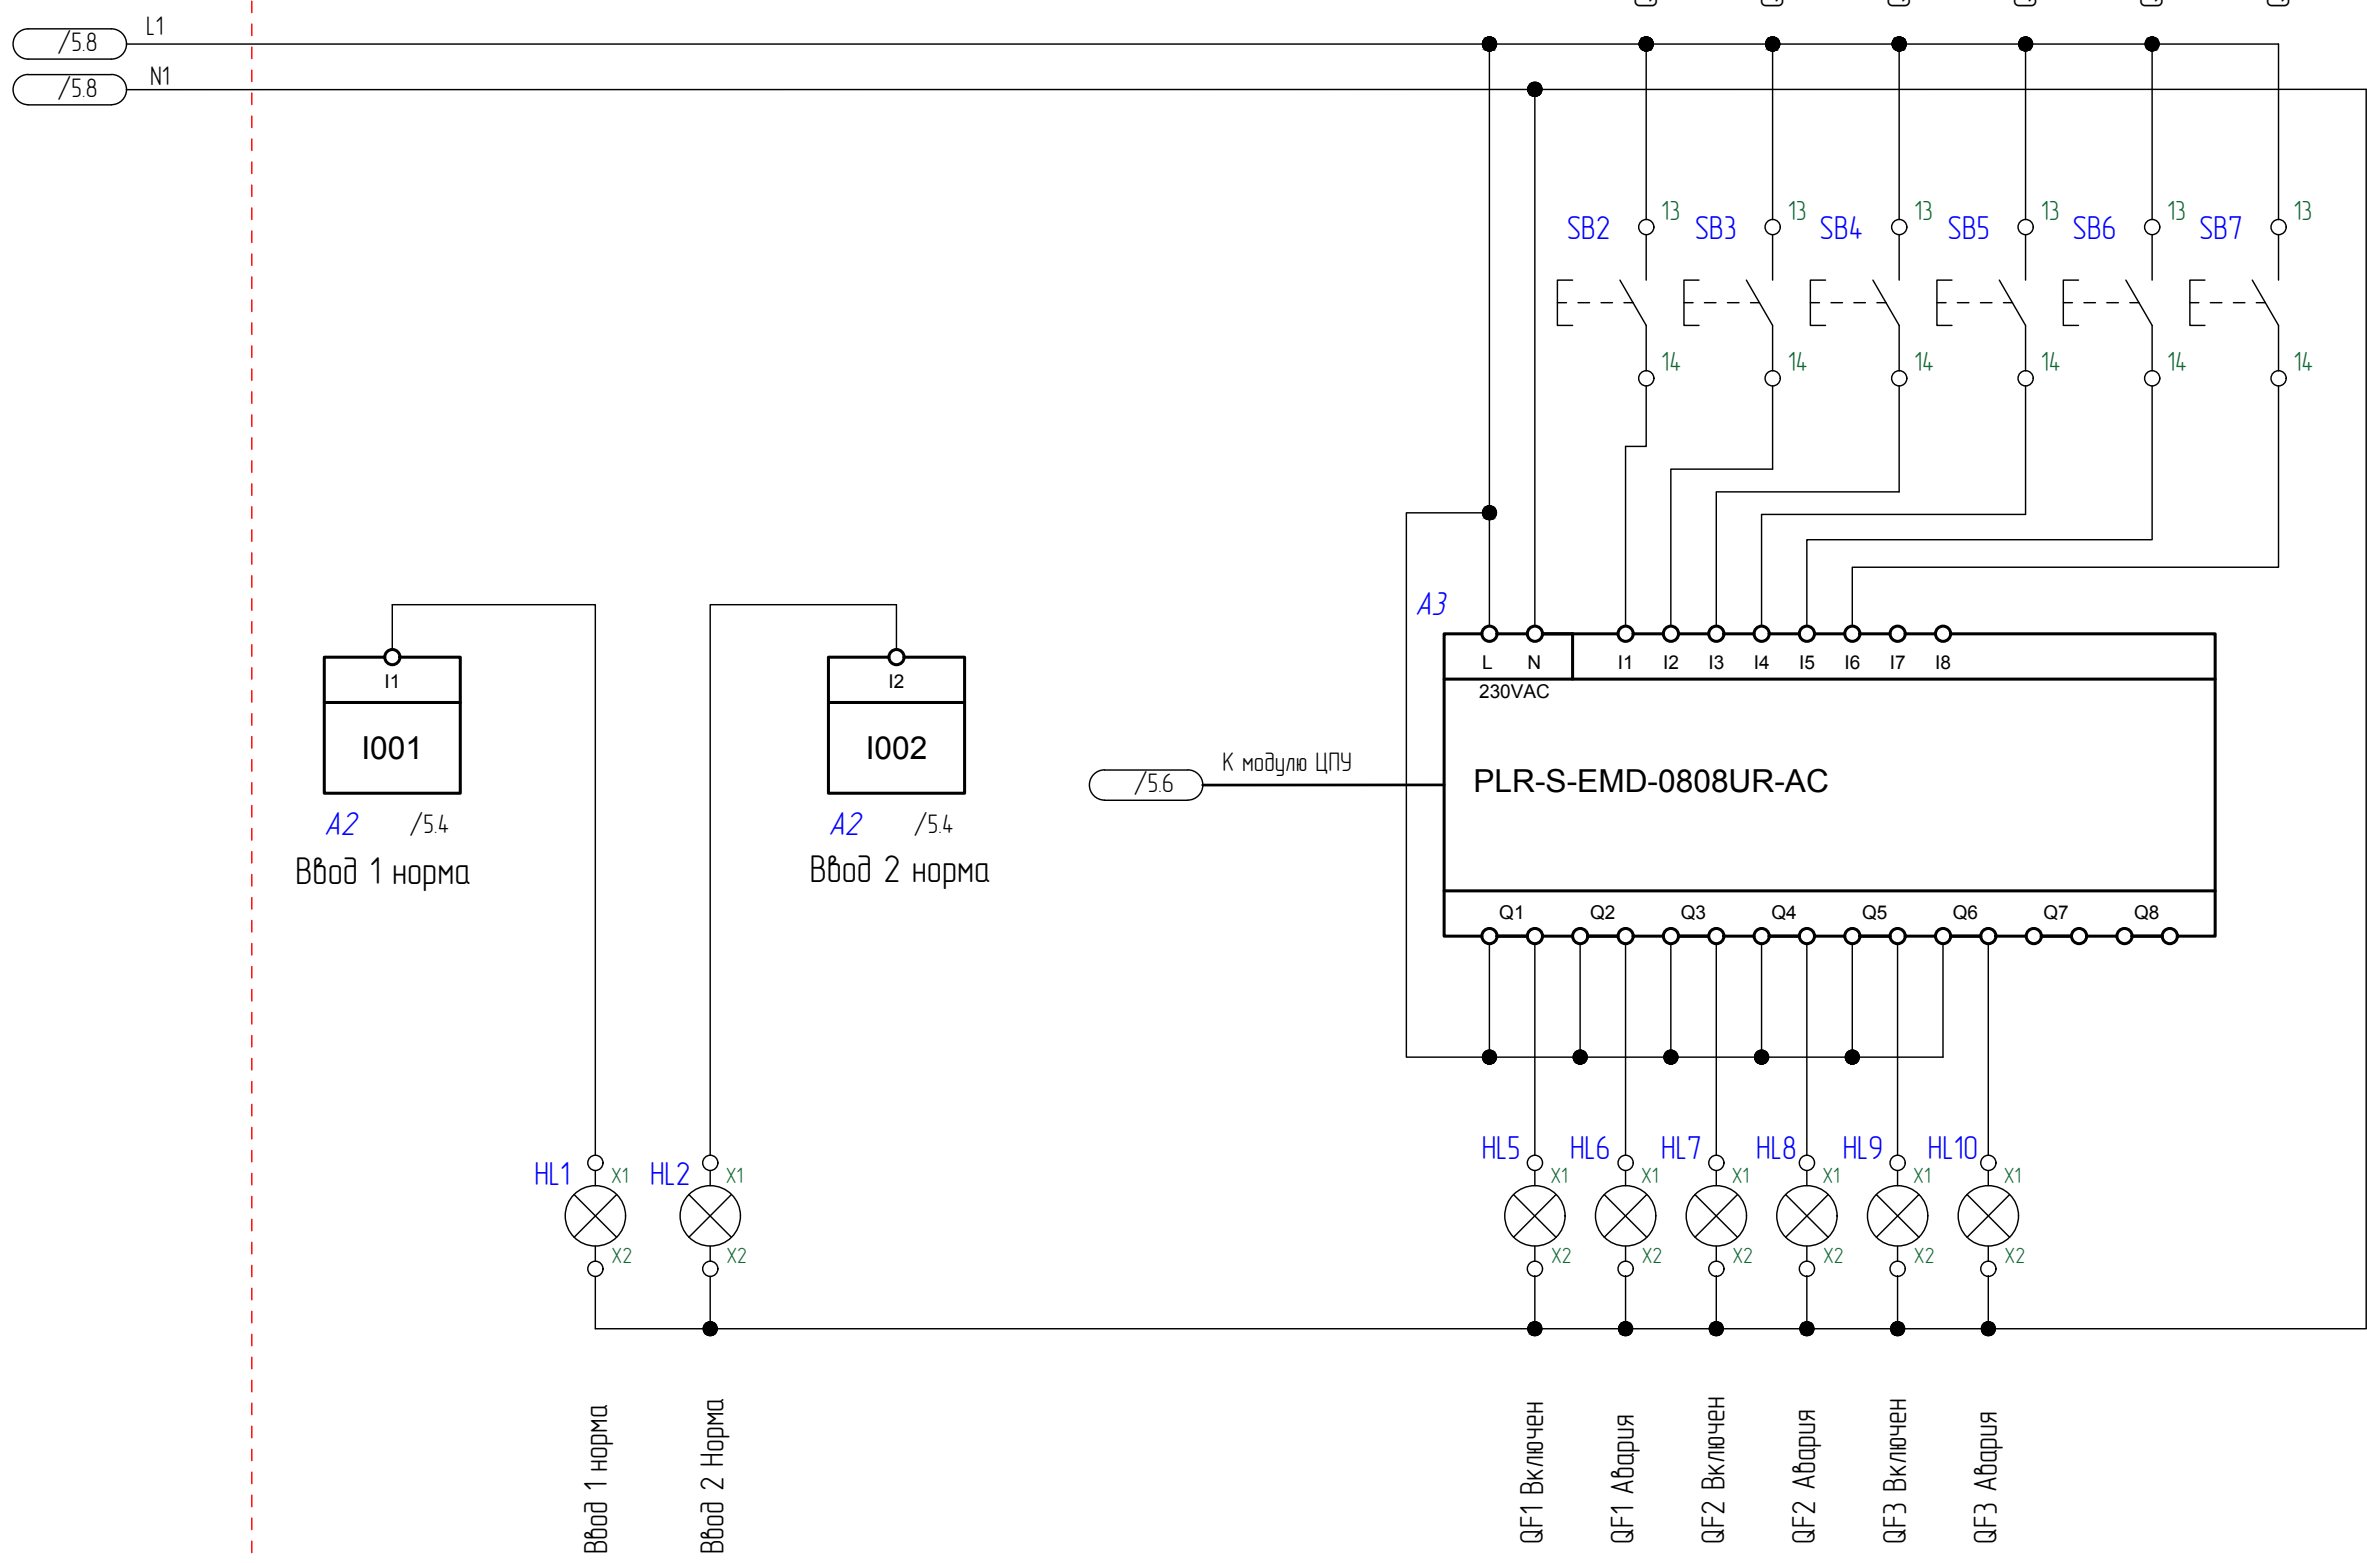 L1
/5.8
N1
/5.8
SB2 13 SB3 13 SB4 13 SB5 13 SB6 13 SB7 13
14 14 14 14 14 14
A3
L N I1 I2 I3 I4 I5 I6 I7 I8
230VAC
I1
I001
A2 /5.4
Ввод 1 норма
I2
I002
A2 /5.4
Ввод 2 норма
К модулю ЦПУ
/5.6
PLR-S-EMD-0808UR-AC
Q1 Q2 Q3 Q4 Q5 Q6 Q7 Q8
HL1 X1 HL2 X1
X2 X2
HL5 HL6 HL7 HL8 HL9 HL10
X1 X1 X1 X1 X1 X1
X2 X2 X2 X2 X2 X2
Ввод 1 норма
Ввод 2 Норма
QF1 Включен
QF1 Авария
QF2 Включен
QF2 Авария
QF3 Включен
QF3 Авария